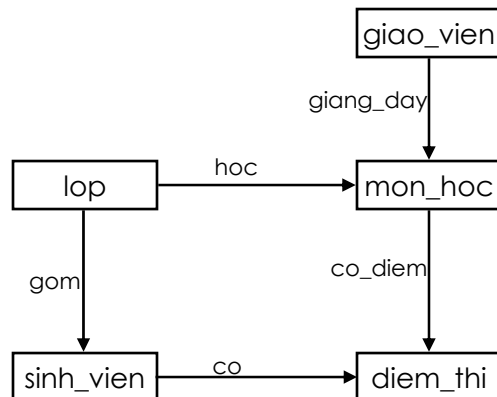 giao_vien
giang_day
hoc
lop
mon_hoc
gom
co_diem
sinh_vien
co
diem_thi